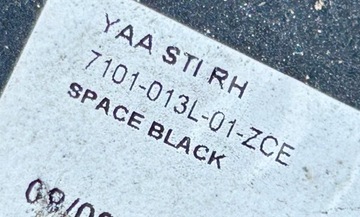 YAA STI RH
7101-013L-01-ZCE
SPACE BLACK